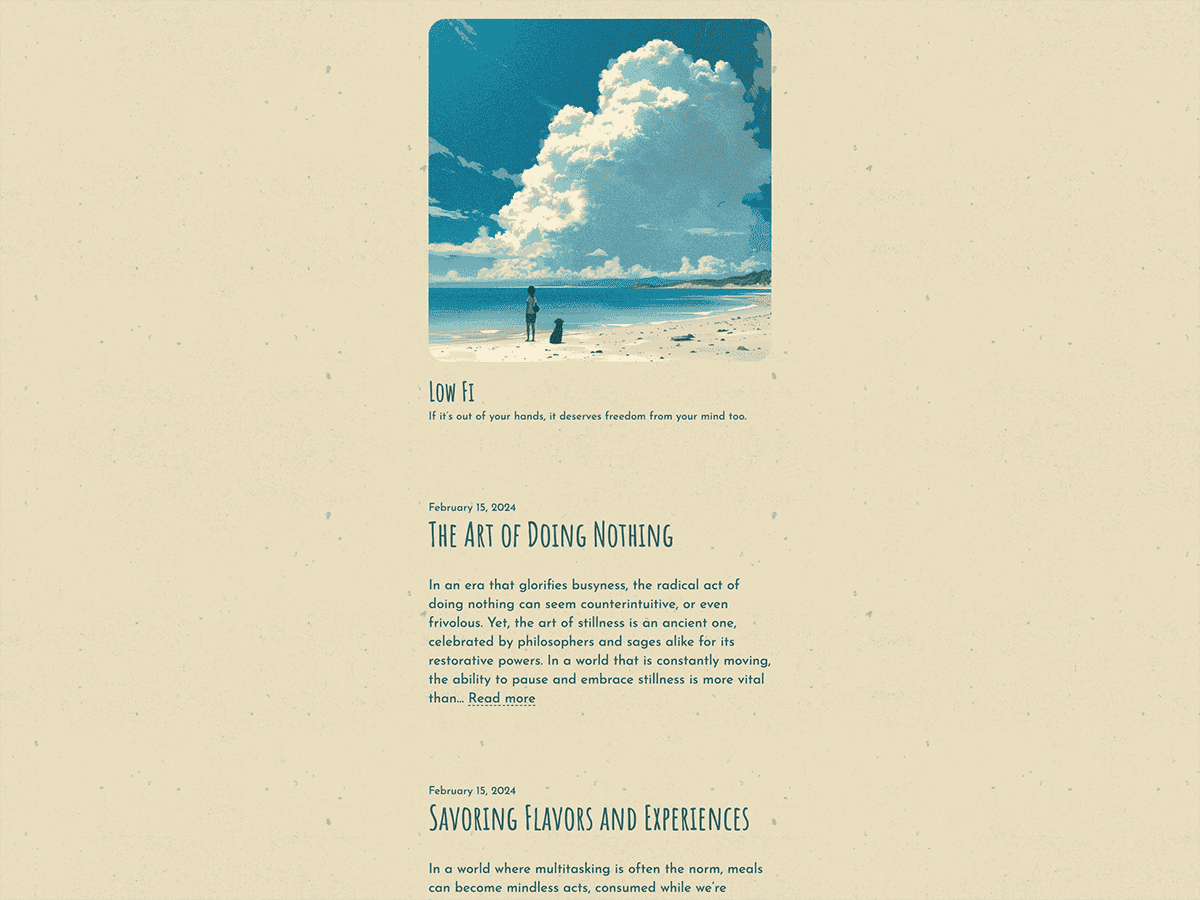 Low Fi
If it's out of your hands, it deserves freedom from your mind too.
February 15, 2024
The Art of Doing Nothing
In an era that glorifies busyness, the radical act of
doing nothing can seem counterintuitive, or even
frivolous. Yet, the art of stillness is an ancient one,
celebrated by philosophers and sages alike for its
restorative powers. In a world that is constantly moving,
the ability to pause and embrace stillness is more vital
than... Read more
February 15, 2024
Savoring Flavors and Experiences
In a world where multitasking is often the norm, meals
can become mindless acts, consumed while we're